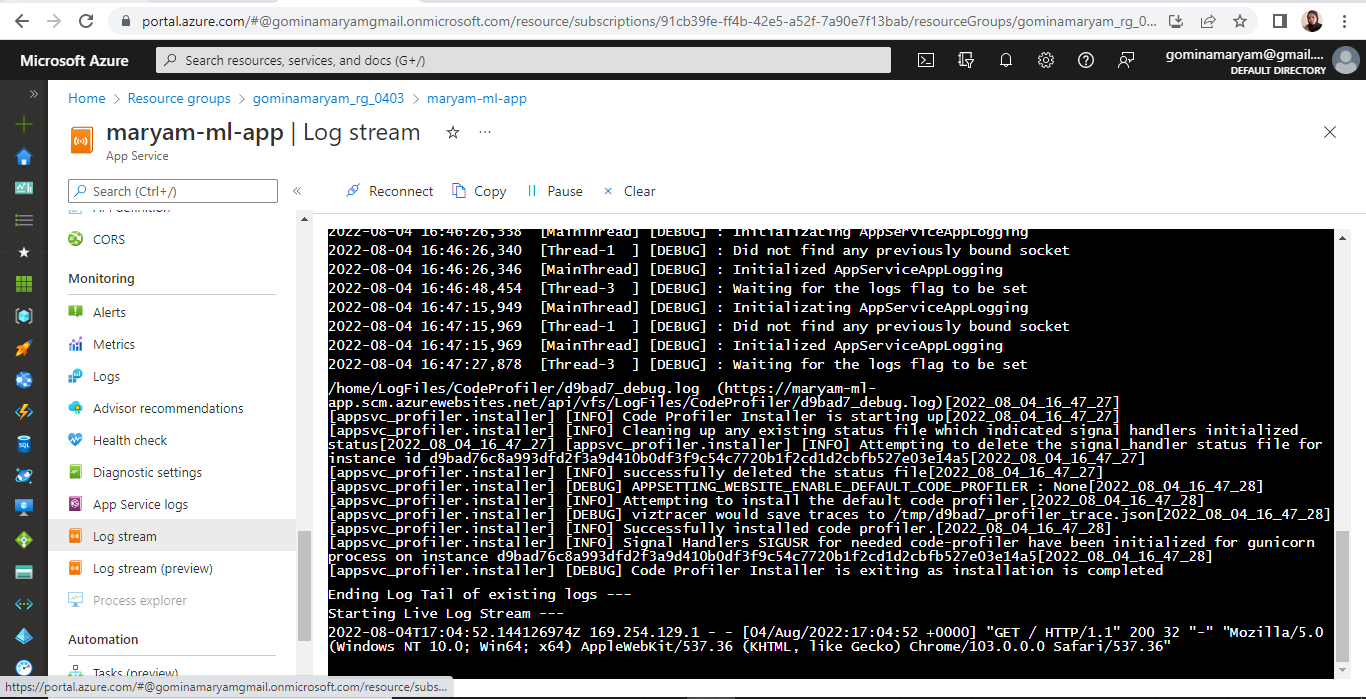 portal.azure.com/#@gominamaryamgmail.onmicrosoft.com/resource/subscriptions/91cb39fe-ff4b-42e5-a52f-7a90e7f13bab/resourceGroups/gominamaryam_rg_0...
Microsoft Azure
Search resources, services, and docs (G+/)
gominamaryam@gmail....
DEFAULT DIRECTORY
Home > Resource groups > gominamaryam_rg_0403 > maryam-ml-app
maryam-ml-app | Log stream
App Service
Search (Ctrl+/)
Reconnect Copy Pause Clear
API definition
CORS
Monitoring
Alerts
Metrics
Logs
Advisor recommendations
Health check
Diagnostic settings
App Service logs
Log stream
Log stream (preview)
Process explorer
Automation
Tasks (preview)
2022-08-04 16:46:26,338 [MainThread] [DEBUG] : Initializating AppServiceAppLogging
2022-08-04 16:46:26,340 [Thread-1 ] [DEBUG] : Did not find any previously bound socket
2022-08-04 16:46:26,346 [MainThread] [DEBUG] : Initialized AppServiceAppLogging
2022-08-04 16:46:48,454 [Thread-3 ] [DEBUG] : Waiting for the logs flag to be set
2022-08-04 16:47:15,949 [MainThread] [DEBUG] : Initializating AppServiceAppLogging
2022-08-04 16:47:15,969 [Thread-1 ] [DEBUG] : Did not find any previously bound socket
2022-08-04 16:47:15,969 [MainThread] [DEBUG] : Initialized AppServiceAppLogging
2022-08-04 16:47:27,878 [Thread-3 ] [DEBUG] : Waiting for the logs flag to be set
/home/LogFiles/CodeProfiler/d9bad7_debug.log (https://maryam-ml-
app.scm.azurewebsites.net/api/vfs/LogFiles/CodeProfiler/d9bad7_debug.log)[2022_08_04_16_47_27]
[appsvc_profiler.installer] [INFO] Code Profiler Installer is starting up[2022_08_04_16_47_27]
[appsvc_profiler.installer] [INFO] Cleaning up any existing status file which indicated signal handlers initialized
status[2022_08_04_16_47_27] [appsvc_profiler.installer] [INFO] Attempting to delete the signal_handler status file for
instance id d9bad76c8a993dfd2f3a9d410b0df3f9c54c7720b1f2cd1d2cbfb527e03e14a5[2022_08_04_16_47_27]
[appsvc_profiler.installer] [INFO] successfully deleted the status file[2022_08_04_16_47_27]
[appsvc_profiler.installer] [DEBUG] APPSETTING_WEBSITE_ENABLE_DEFAULT_CODE_PROFILER : None[2022_08_04_16_47_28]
[appsvc_profiler.installer] [INFO] Attempting to install the default code profiler.[2022_08_04_16_47_28]
[appsvc_profiler.installer] [DEBUG] viztracer would save traces to /tmp/d9bad7_profiler_trace.json[2022_08_04_16_47_28]
[appsvc_profiler.installer] [INFO] Successfully installed code profiler.[2022_08_04_16_47_28]
[appsvc_profiler.installer] [INFO] Signal Handlers SIGUSR for needed code-profiler have been initialized for gunicorn
process on instance d9bad76c8a993dfd2f3a9d410b0df3f9c54c7720b1f2cd1d2cbfb527e03e14a5[2022_08_04_16_47_28]
[appsvc_profiler.installer] [DEBUG] Code Profiler Installer is exiting as installation is completed
Ending Log Tail of existing logs ---
Starting Live Log Stream ---
2022-08-04T17:04:52.144126974Z 169.254.129.1 - - [04/Aug/2022:17:04:52 +0000] "GET / HTTP/1.1" 200 32 "-" "Mozilla/5.0
(Windows NT 10.0; Win64; x64) AppleWebKit/537.36 (KHTML, like Gecko) Chrome/103.0.0.0 Safari/537.36"
https://portal.azure.com/#@gominamaryamgmail.onmicrosoft.com/resource/subs...